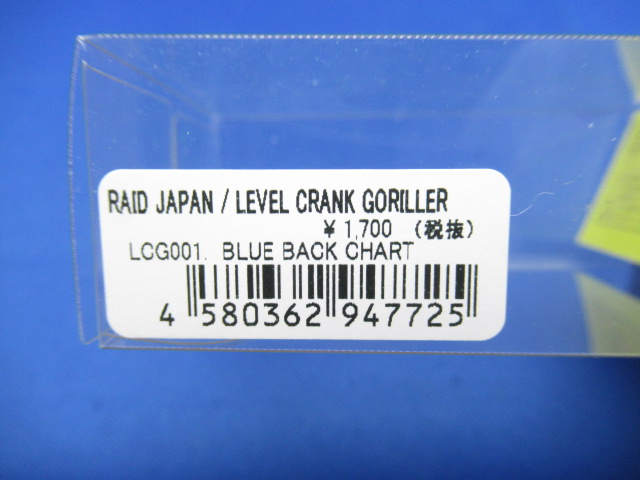 RAID JAPAN / LEVEL CRANK GORILLER
¥ 1,700 (税抜)
LCG001. BLUE BACK CHART
4 580362 947725